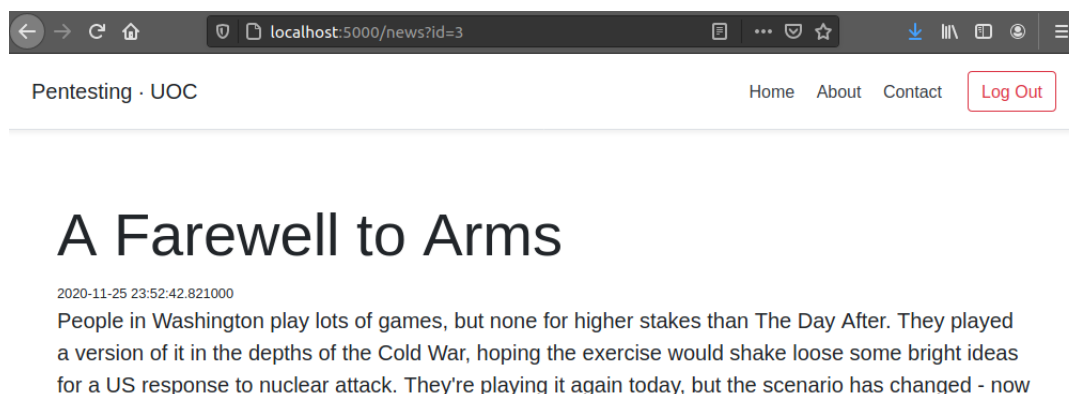 localhost:5000/news?id=3
Pentesting · UOC
Home About Contact Log Out
A Farewell to Arms
2020-11-25 23:52:42.821000
People in Washington play lots of games, but none for higher stakes than The Day After. They played
a version of it in the depths of the Cold War, hoping the exercise would shake loose some bright ideas
for a US response to nuclear attack. They're playing it again today, but the scenario has changed - now